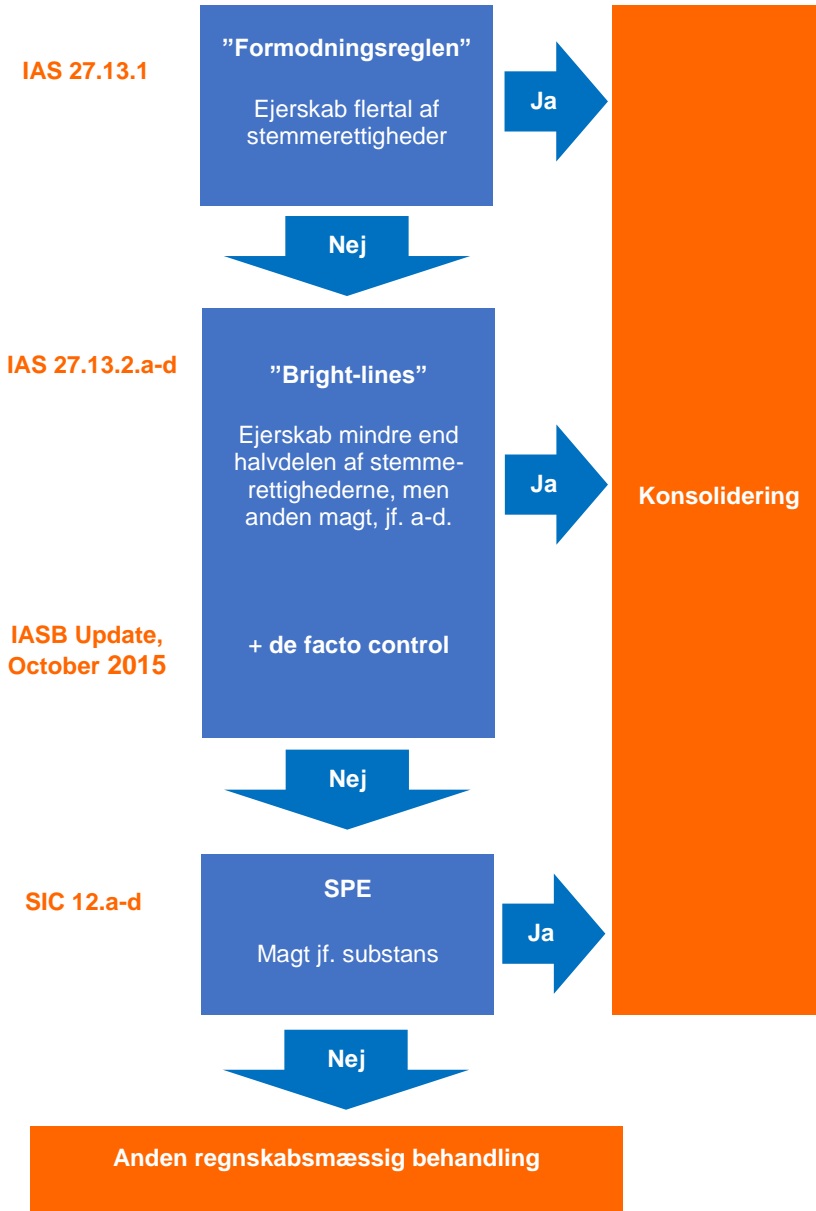 IAS 27.13.1
”Formodningsreglen”
Ejerskab flertal af
stemmerettigheder
Ja
Nej
IAS 27.13.2.a-d
”Bright-lines”
Ejerskab mindre end
halvdelen af stemme-
rettighederne, men
anden magt, jf. a-d.
Ja
Konsolidering
IASB Update,
October 2015
+ de facto control
Nej
SIC 12.a-d
SPE
Magt jf. substans
Ja
Nej
Anden regnskabsmæssig behandling